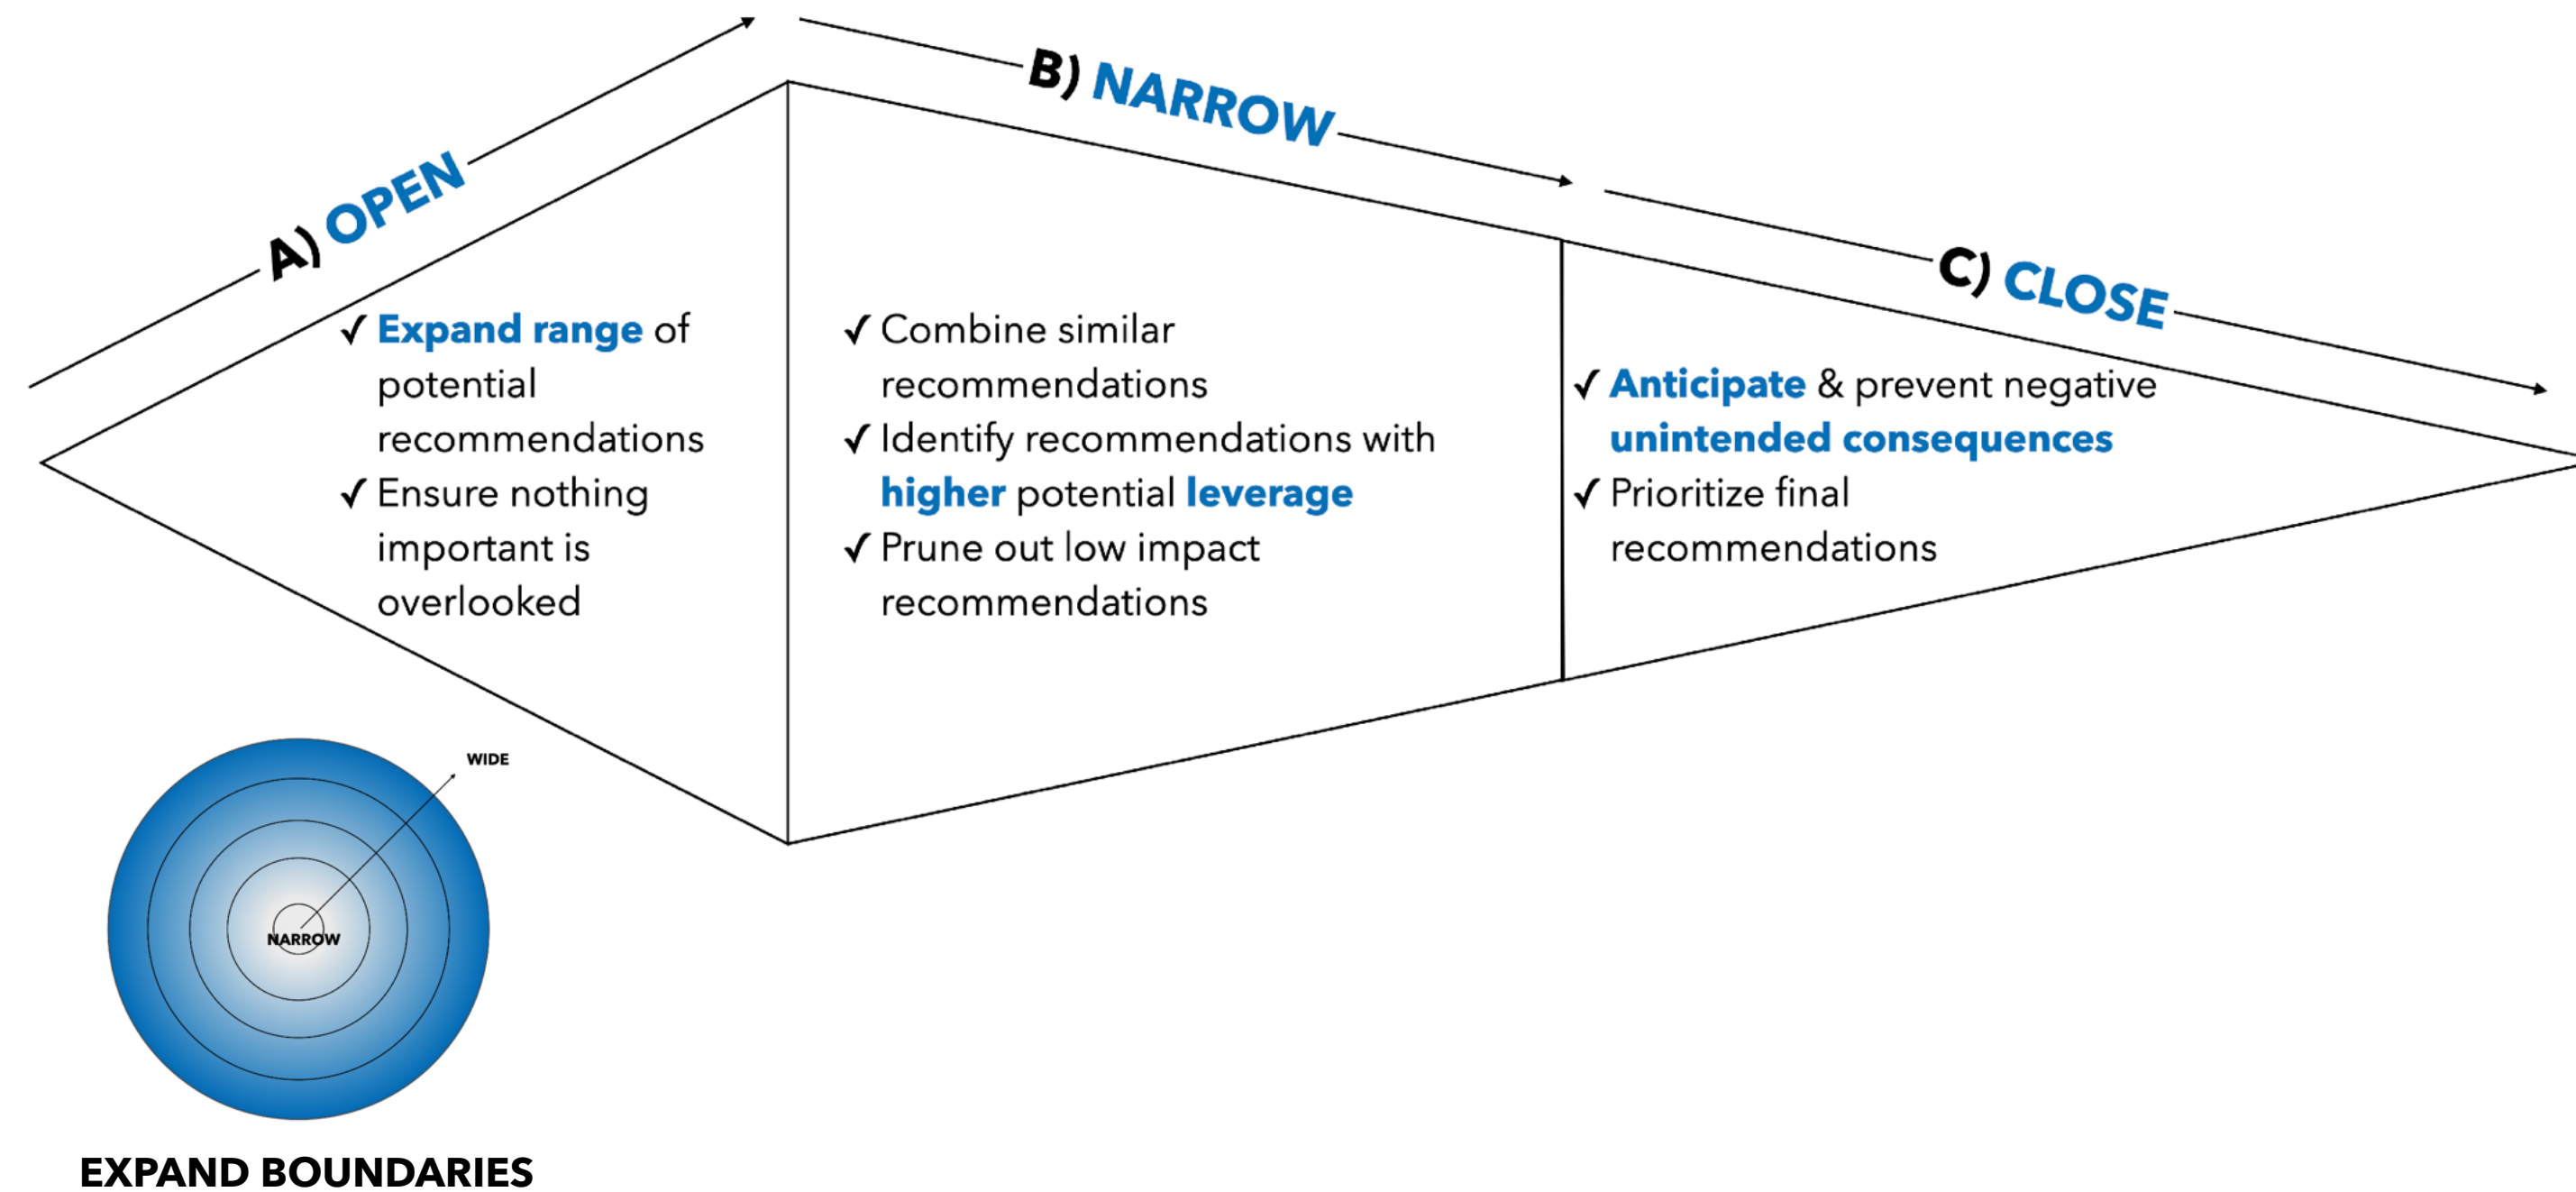 A) OPEN
B) NARROW
C) CLOSE
✓ Expand range of
potential
recommendations
✓ Ensure nothing
important is
overlooked
✓ Combine similar
recommendations
✓ Identify recommendations with
higher potential leverage
✓ Prune out low impact
recommendations
✓ Anticipate & prevent negative
unintended consequences
✓ Prioritize final
recommendations
WIDE
NARROW
EXPAND BOUNDARIES